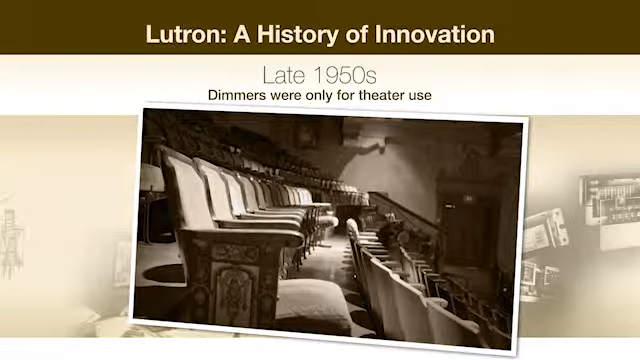 Lutron: A History of Innovation
Late 1950s
Dimmers were only for theater use